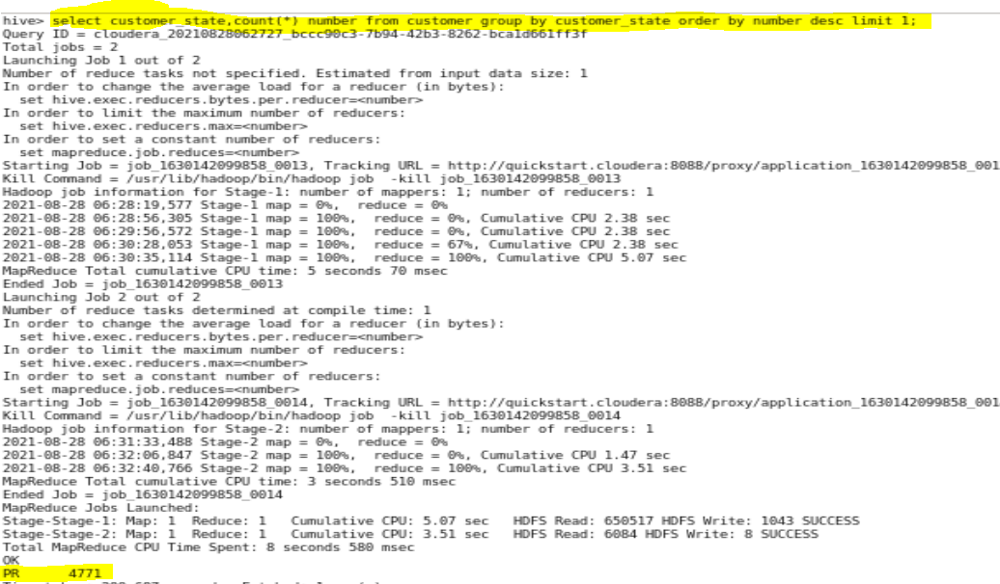 hive> select customer_state,count(*) number from customer group by customer_state order by number desc limit 1;
Query ID = cloudera_20210828062727_bccc90c3-7b94-42b3-8262-bca1d661ff3f
Total jobs = 2
Launching Job 1 out of 2
Number of reduce tasks not specified. Estimated from input data size: 1
In order to change the average load for a reducer (in bytes):
  set hive.exec.reducers.bytes.per.reducer=<number>
In order to limit the maximum number of reducers:
  set hive.exec.reducers.max=<number>
In order to set a constant number of reducers:
  set mapreduce.job.reduces=<number>
Starting Job = job_1630142099858_0013, Tracking URL = http://quickstart.cloudera:8088/proxy/application_1630142099858_001
Kill Command = /usr/lib/hadoop/bin/hadoop job  -kill job_1630142099858_0013
Hadoop job information for Stage-1: number of mappers: 1; number of reducers: 1
2021-08-28 06:28:19,577 Stage-1 map = 0%,  reduce = 0%
2021-08-28 06:28:56,305 Stage-1 map = 100%,  reduce = 0%, Cumulative CPU 2.38 sec
2021-08-28 06:29:56,572 Stage-1 map = 100%,  reduce = 0%, Cumulative CPU 2.38 sec
2021-08-28 06:30:28,053 Stage-1 map = 100%,  reduce = 67%, Cumulative CPU 2.38 sec
2021-08-28 06:30:35,114 Stage-1 map = 100%,  reduce = 100%, Cumulative CPU 5.07 sec
MapReduce Total cumulative CPU time: 5 seconds 70 msec
Ended Job = job_1630142099858_0013
Launching Job 2 out of 2
Number of reduce tasks determined at compile time: 1
In order to change the average load for a reducer (in bytes):
  set hive.exec.reducers.bytes.per.reducer=<number>
In order to limit the maximum number of reducers:
  set hive.exec.reducers.max=<number>
In order to set a constant number of reducers:
  set mapreduce.job.reduces=<number>
Starting Job = job_1630142099858_0014, Tracking URL = http://quickstart.cloudera:8088/proxy/application_1630142099858_001
Kill Command = /usr/lib/hadoop/bin/hadoop job  -kill job_1630142099858_0014
Hadoop job information for Stage-2: number of mappers: 1; number of reducers: 1
2021-08-28 06:31:33,488 Stage-2 map = 0%,  reduce = 0%
2021-08-28 06:32:06,847 Stage-2 map = 100%,  reduce = 0%, Cumulative CPU 1.47 sec
2021-08-28 06:32:40,766 Stage-2 map = 100%,  reduce = 100%, Cumulative CPU 3.51 sec
MapReduce Total cumulative CPU time: 3 seconds 510 msec
Ended Job = job_1630142099858_0014
MapReduce Jobs Launched:
Stage-Stage-1: Map: 1  Reduce: 1   Cumulative CPU: 5.07 sec   HDFS Read: 650517 HDFS Write: 1043 SUCCESS
Stage-Stage-2: Map: 1  Reduce: 1   Cumulative CPU: 3.51 sec   HDFS Read: 6084 HDFS Write: 8 SUCCESS
Total MapReduce CPU Time Spent: 8 seconds 580 msec
OK
PR	4771